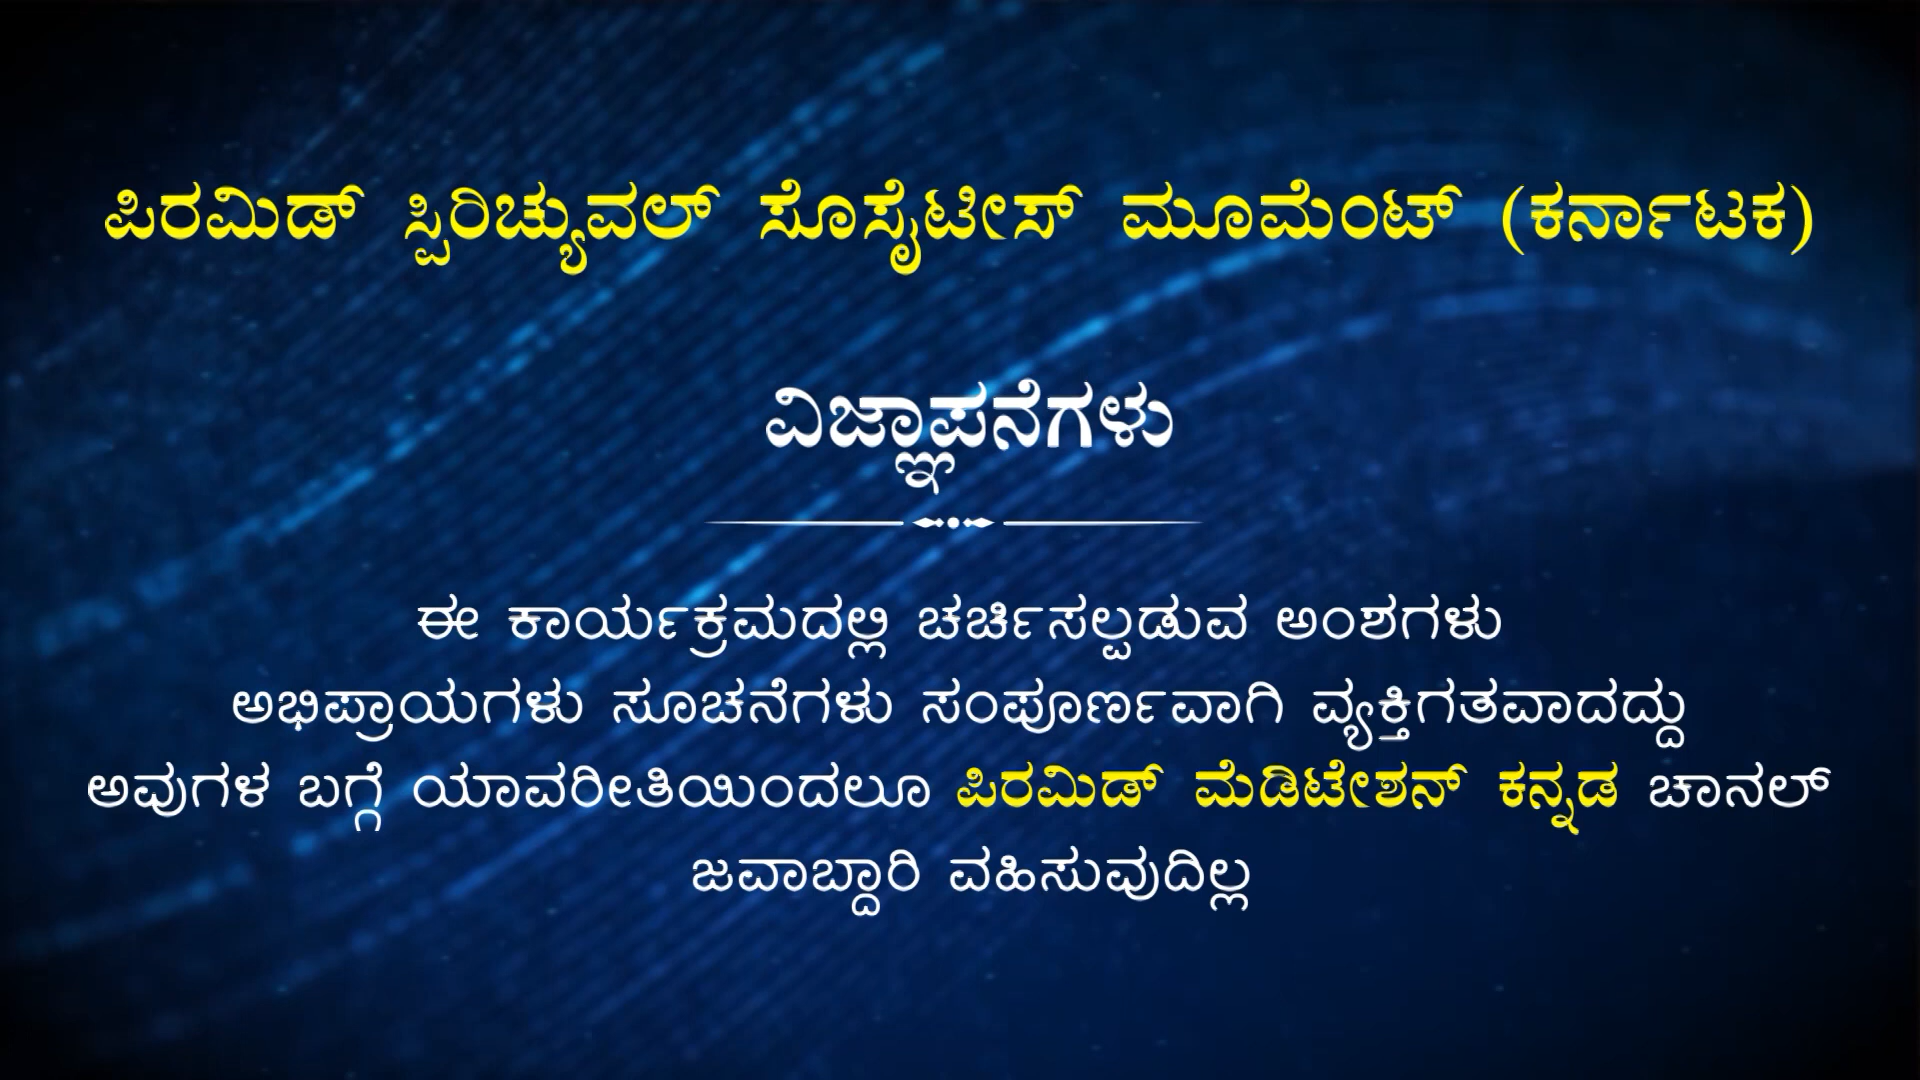 ಪಿರಮಿಡ್ ಸ್ಪಿರಿಚ್ಯುವಲ್ ಸೊಸೈಟೀಸ್ ಮೂಮೆಂಟ್ (ಕರ್ನಾಟಕ)
ವಿಜ್ಞಾಪನೆಗಳು
ಈ ಕಾರ್ಯಕ್ರಮದಲ್ಲಿ ಚರ್ಚಿಸಲ್ಪಡುವ ಅಂಶಗಳು
ಅಭಿಪ್ರಾಯಗಳು ಸೂಚನೆಗಳು ಸಂಪೂರ್ಣವಾಗಿ ವ್ಯಕ್ತಿಗತವಾದದ್ದು
ಅವುಗಳ ಬಗ್ಗೆ ಯಾವರೀತಿಯಿಂದಲೂ ಪಿರಮಿಡ್ ಮೆಡಿಟೇಶನ್ ಕನ್ನಡ ಚಾನಲ್
ಜವಾಬ್ದಾರಿ ವಹಿಸುವುದಿಲ್ಲ